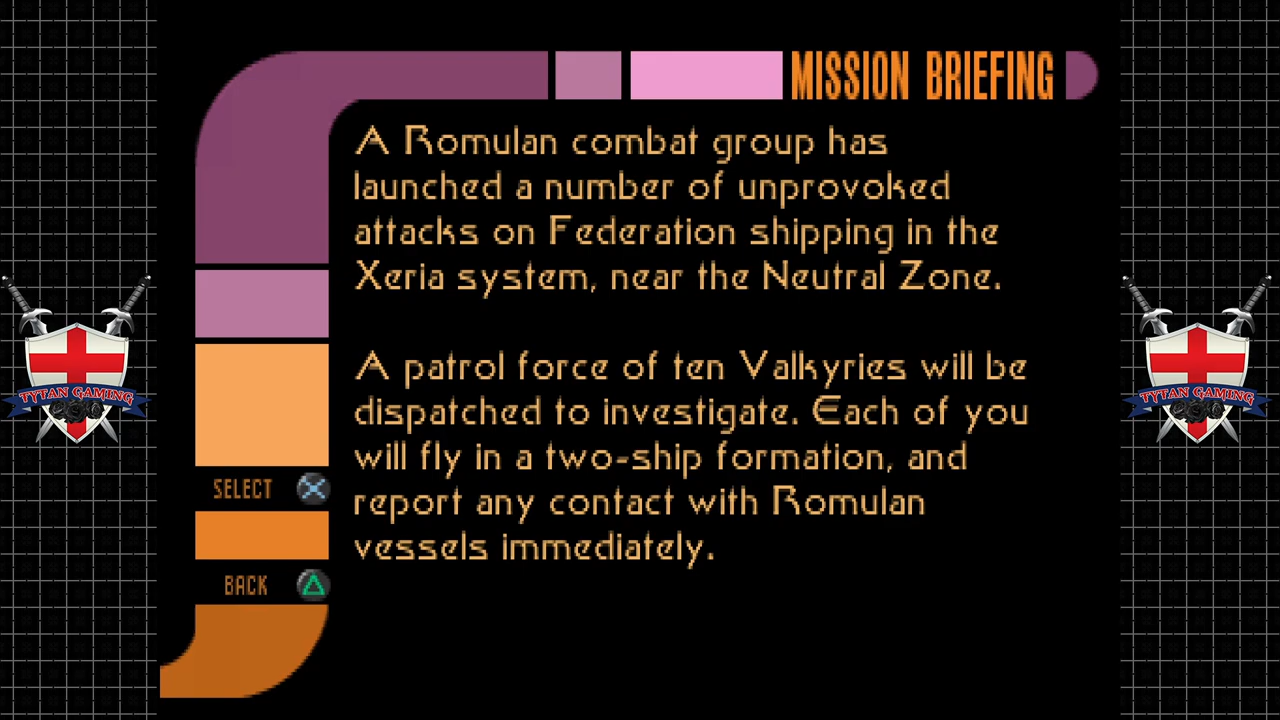 MISSION BRIEFING
A Romulan combat group has
launched a number of unprovoked
attacks on Federation shipping in the
Xeria system, near the Neutral Zone.
A patrol force of ten Valkyries will be
dispatched to investigate. Each of you
will fly in a two-ship formation, and
report any contact with Romulan
vessels immediately.
SELECT
BACK
TYTAN GAMING
TYTAN GAMING